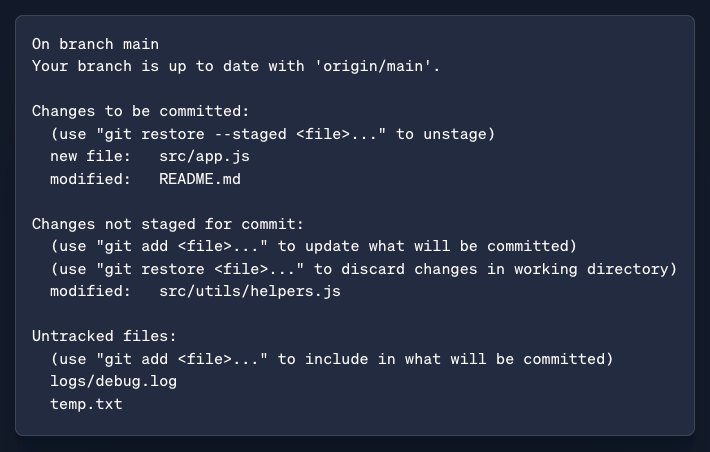 On branch main
Your branch is up to date with 'origin/main'.

Changes to be committed:
  (use "git restore --staged <file>..." to unstage)
  new file:   src/app.js
  modified:   README.md

Changes not staged for commit:
  (use "git add <file>..." to update what will be committed)
  (use "git restore <file>..." to discard changes in working directory)
  modified:   src/utils/helpers.js

Untracked files:
  (use "git add <file>..." to include in what will be committed)
  logs/debug.log
  temp.txt